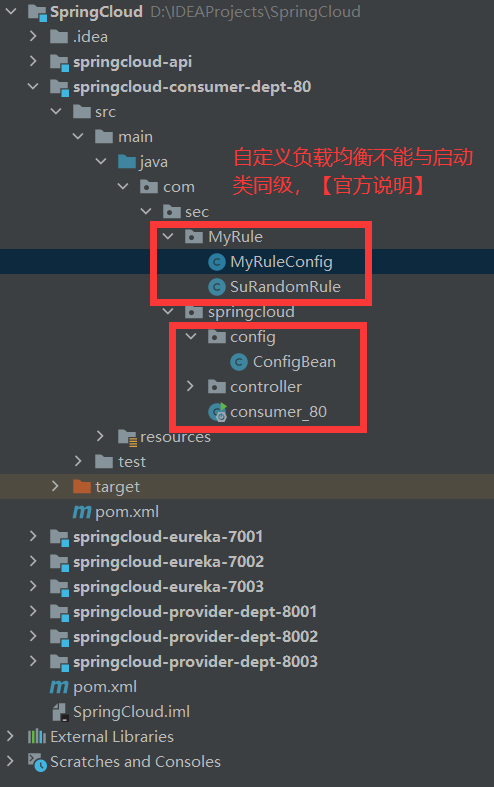 SpringCloud D:\IDEAProjects\SpringCloud
.idea
springcloud-api
springcloud-consumer-dept-80
src
main
java
自定义负载均衡不能与启动
类同级，【官方说明】
com
sec
MyRule
MyRuleConfig
SuRandomRule
springcloud
config
ConfigBean
controller
consumer_80
resources
test
target
pom.xml
springcloud-eureka-7001
springcloud-eureka-7002
springcloud-eureka-7003
springcloud-provider-dept-8001
springcloud-provider-dept-8002
springcloud-provider-dept-8003
pom.xml
SpringCloud.iml
External Libraries
Scratches and Consoles